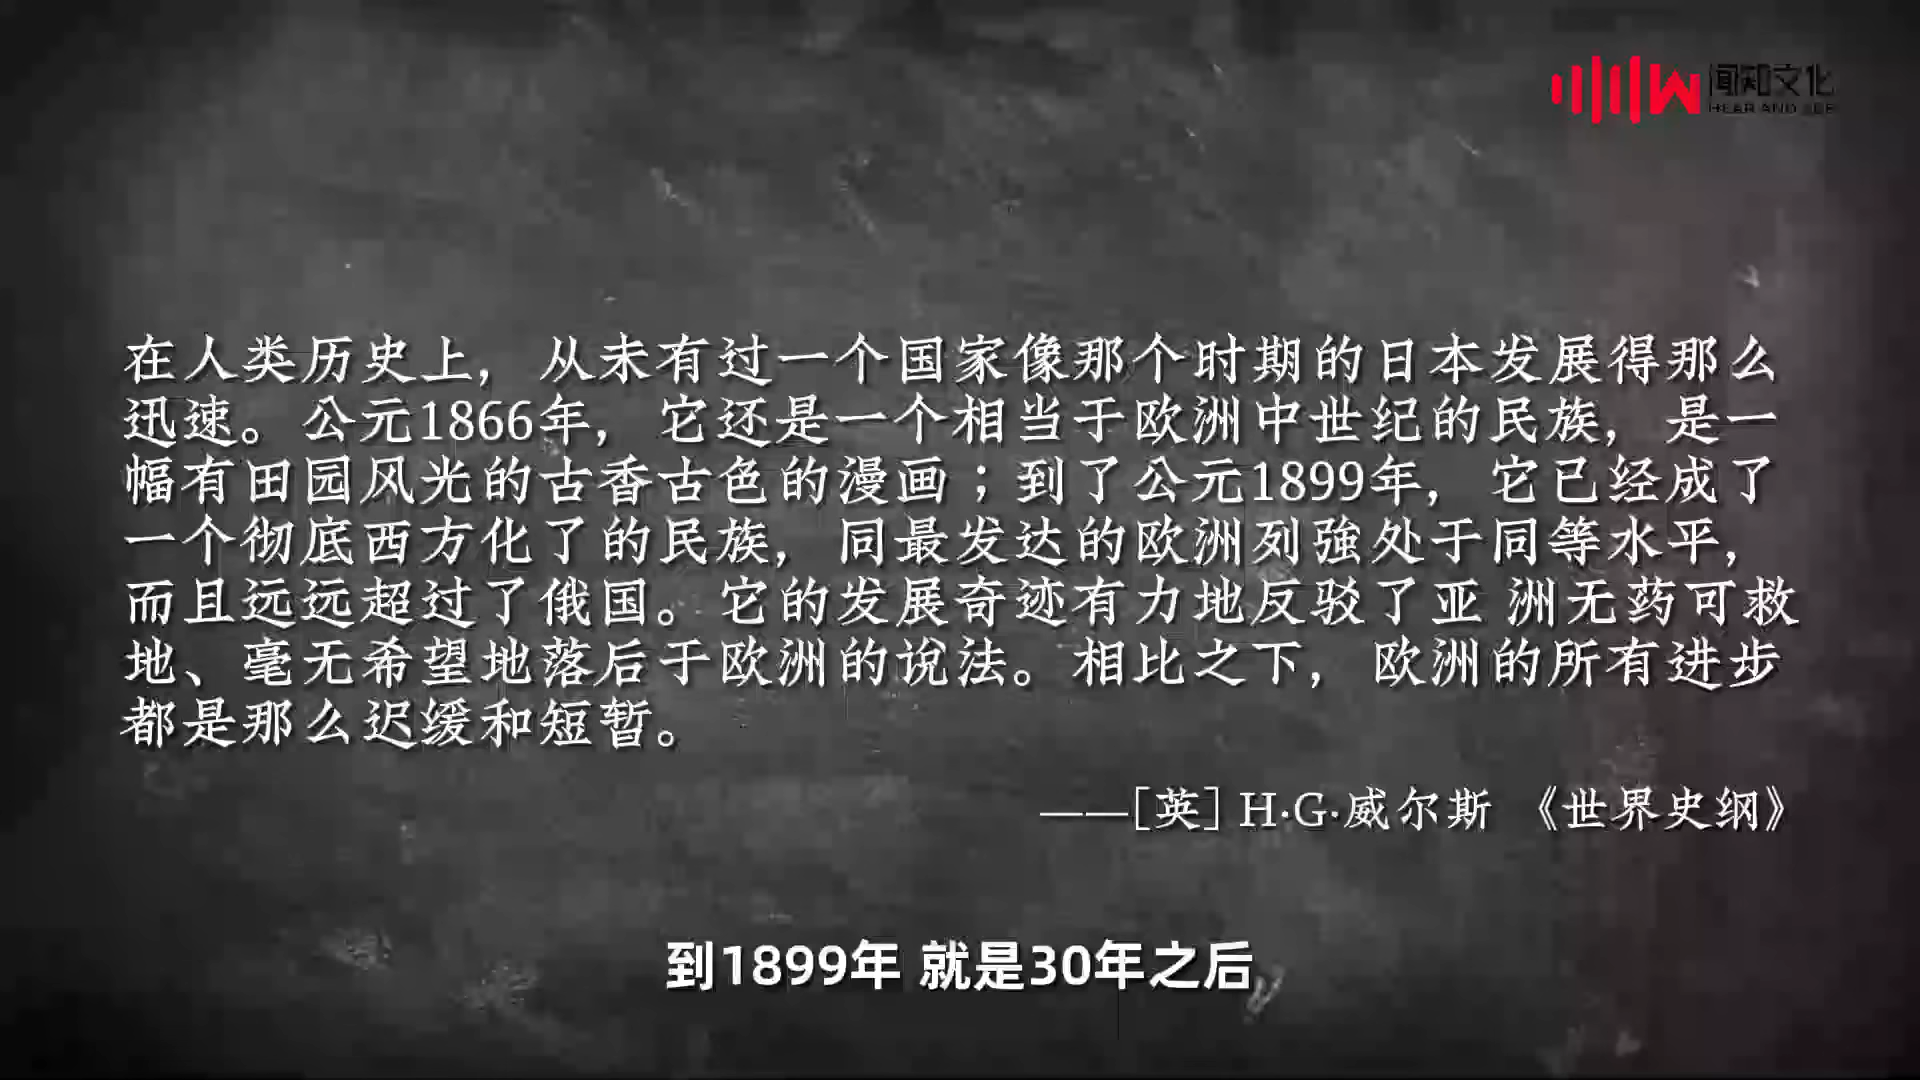 闻知文化
HEAR AND SEE
在人类历史上，从未有过一个国家像那个时期的日本发展得那么
迅速。公元1866年，它还是一个相当于欧洲中世纪的民族，是一
幅有田园风光的古香古色的漫画；到了公元1899年，它已经成了
一个彻底西方化了的民族，同最发达的欧洲列強处于同等水平，
而且远远超过了俄国。它的发展奇迹有力地反驳了亚 洲无药可救
地、毫无希望地落后于欧洲的说法。相比之下，欧洲的所有进步
都是那么迟缓和短暂。
——[英] H·G·威尔斯 《世界史纲》
到1899年 就是30年之后